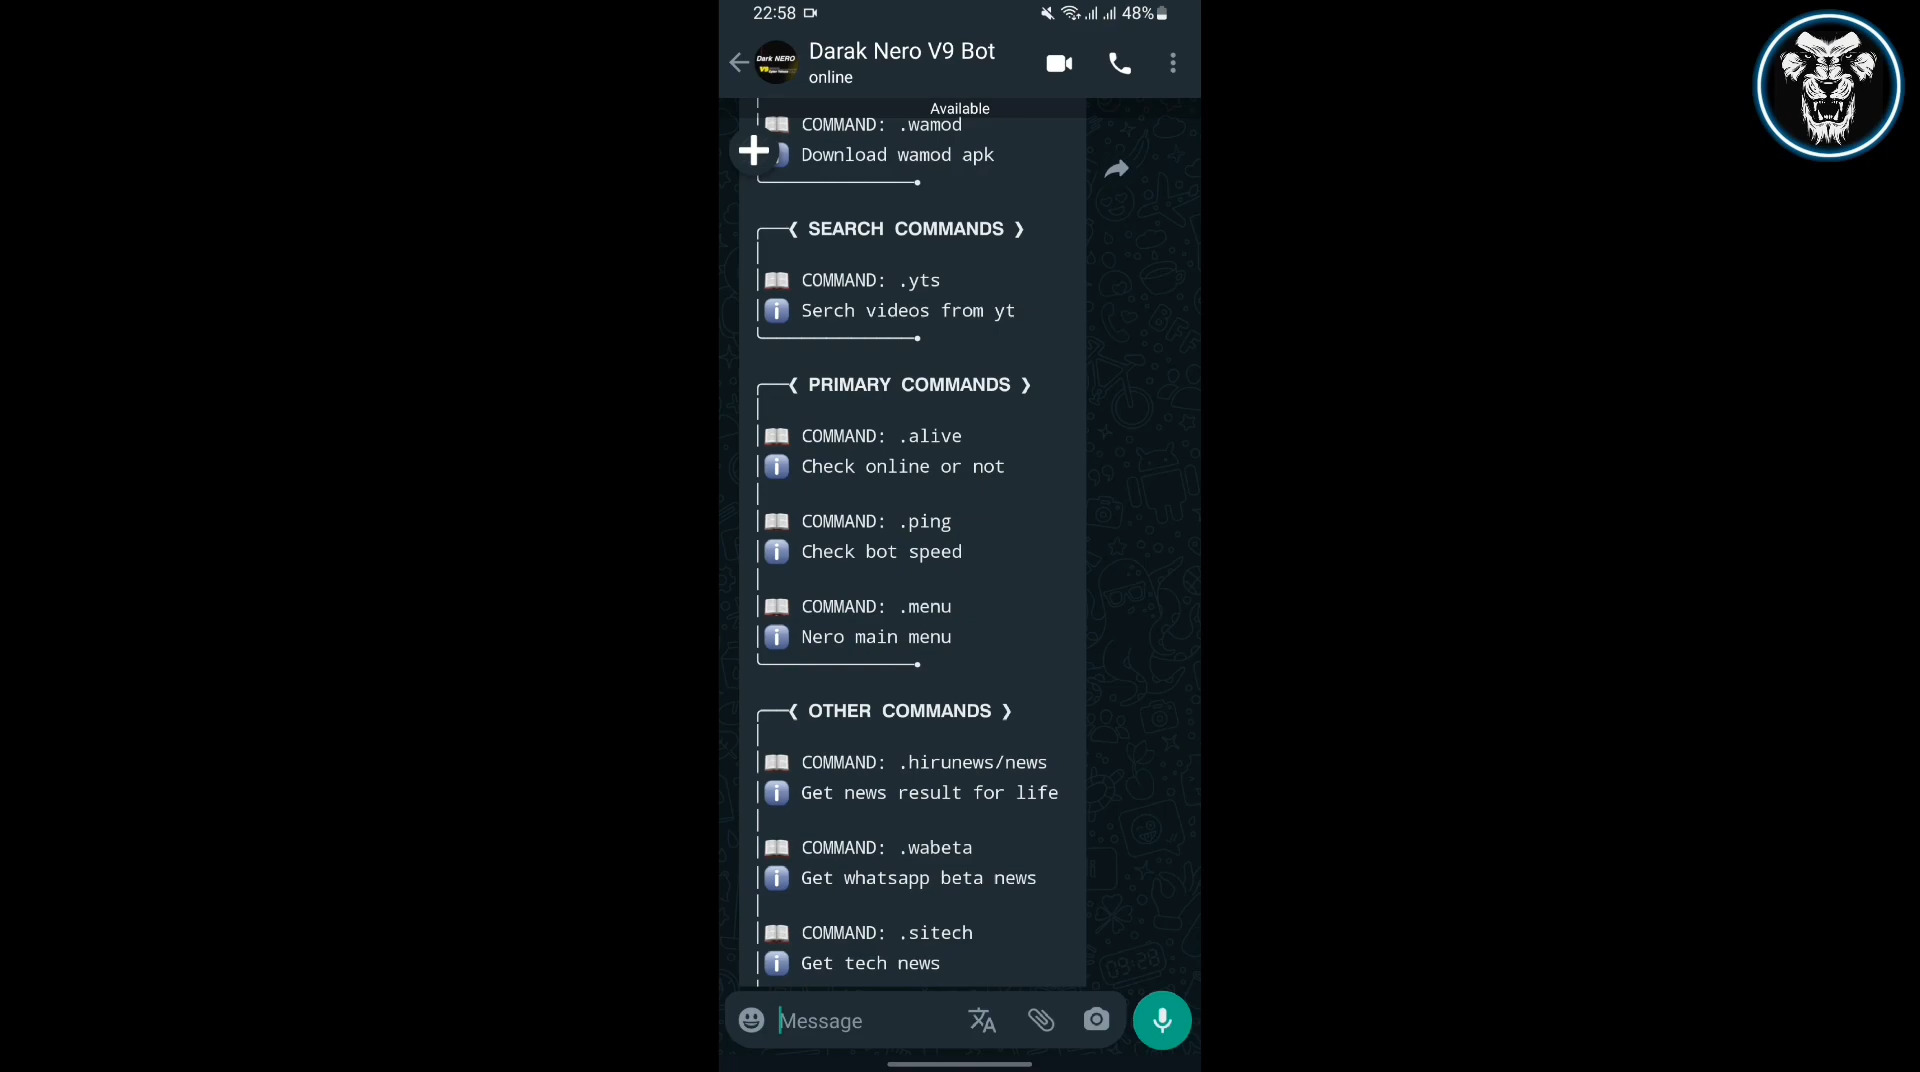 22:58
48%
Dark NERO
V9
Darak Nero V9 Bot
online
Available
COMMAND: .wamod
Download wamod apk
❬ SEARCH COMMANDS ❭
COMMAND: .yts
Serch videos from yt
❬ PRIMARY COMMANDS ❭
COMMAND: .alive
Check online or not
COMMAND: .ping
Check bot speed
COMMAND: .menu
Nero main menu
❬ OTHER COMMANDS ❭
COMMAND: .hirunews/news
Get news result for life
COMMAND: .wabeta
Get whatsapp beta news
COMMAND: .sitech
Get tech news
Message